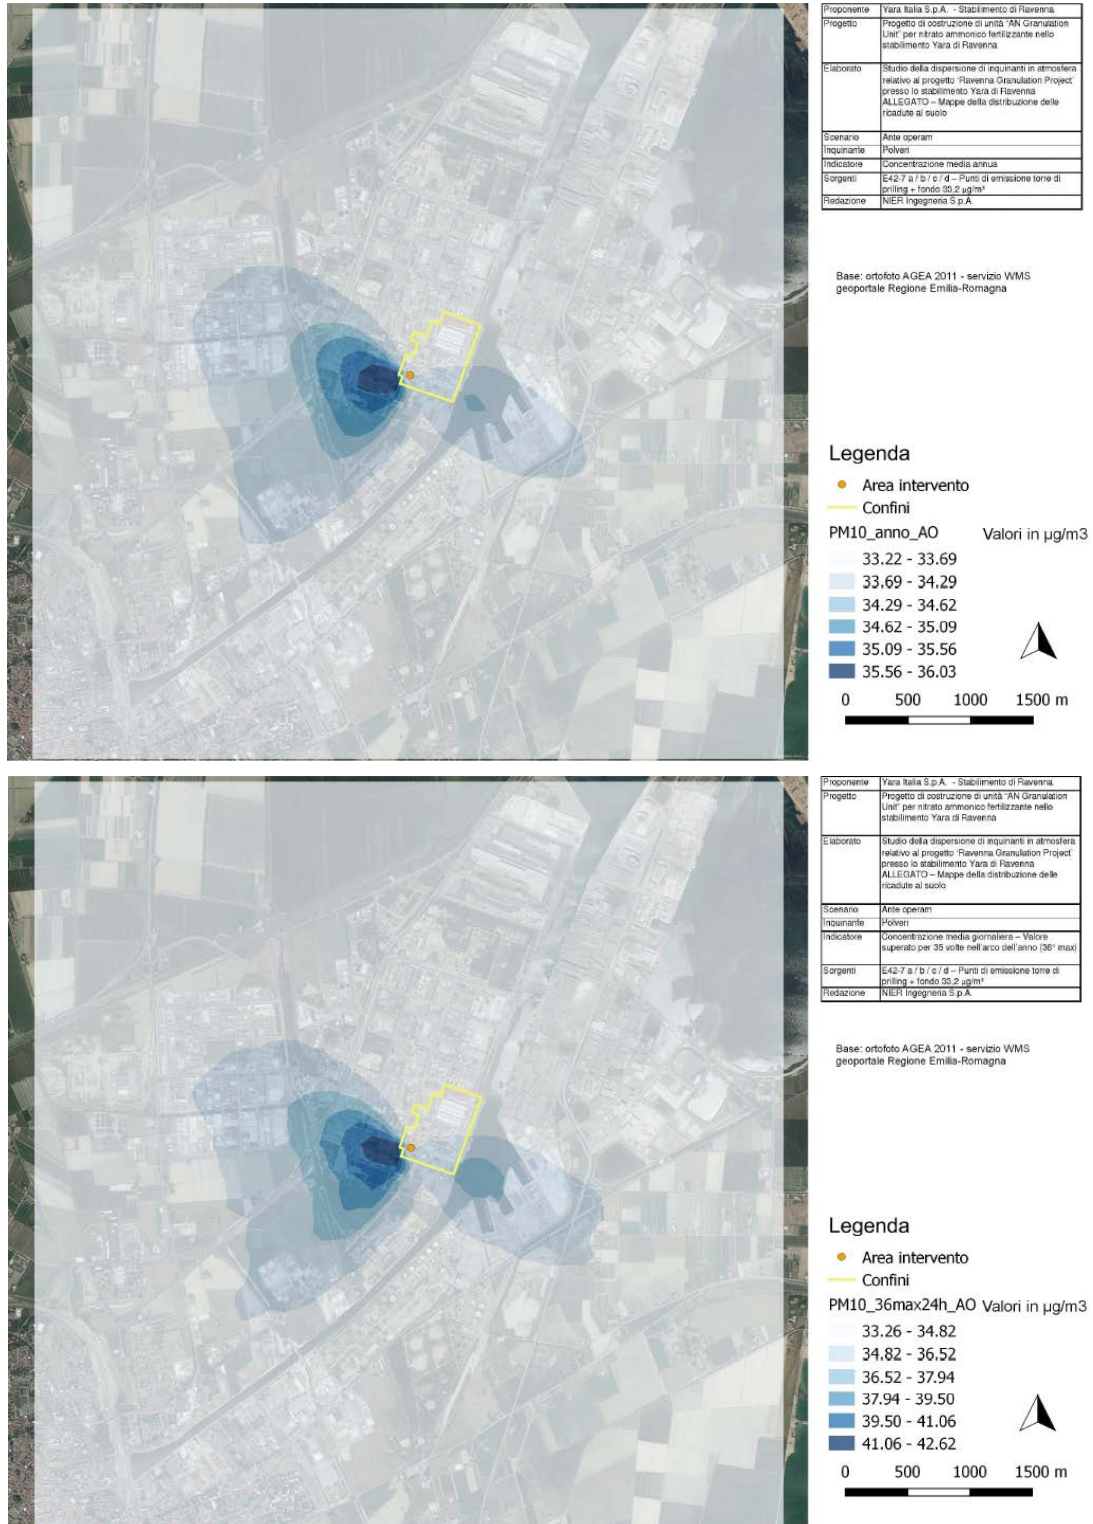 Proponente Yara Italia S.p.A. - Stabilimento di Ravenna
Progetto Progetto di costruzione di unità "AN Granulation
Unit" per nitrato ammonico fertilizzante nello
stabilimento Yara di Ravenna
Elaborato Studio della dispersione di inquinanti in atmosfera
relativo al progetto 'Ravenna Granulation Project'
presso lo stabilimento Yara di Ravenna
ALLEGATO – Mappe della distribuzione delle
ricadute al suolo
Scenario Ante operam
Inquinante Polveri
Indicatore Concentrazione media annua
Sorgenti E42-7 a / b / c / d – Punti di emissione torre di
prilling + fondo 33,2 µg/m³
Redazione NIER Ingegneria S.p.A.
Base: ortofoto AGEA 2011 - servizio WMS
geoportale Regione Emilia-Romagna
Legenda
Area intervento
Confini
PM10_anno_AO Valori in µg/m3
33.22 - 33.69
33.69 - 34.29
34.29 - 34.62
34.62 - 35.09
35.09 - 35.56
35.56 - 36.03
0 500 1000 1500 m
Proponente Yara Italia S.p.A. - Stabilimento di Ravenna
Progetto Progetto di costruzione di unità "AN Granulation
Unit" per nitrato ammonico fertilizzante nello
stabilimento Yara di Ravenna
Elaborato Studio della dispersione di inquinanti in atmosfera
relativo al progetto 'Ravenna Granulation Project'
presso lo stabilimento Yara di Ravenna
ALLEGATO – Mappe della distribuzione delle
ricadute al suolo
Scenario Ante operam
Inquinante Polveri
Indicatore Concentrazione media giornaliera – Valore
superato per 35 volte nell'arco dell'anno (36° max)
Sorgenti E42-7 a / b / c / d – Punti di emissione torre di
prilling + fondo 33,2 µg/m³
Redazione NIER Ingegneria S.p.A.
Base: ortofoto AGEA 2011 - servizio WMS
geoportale Regione Emilia-Romagna
Legenda
Area intervento
Confini
PM10_36max24h_AO Valori in µg/m3
33.26 - 34.82
34.82 - 36.52
36.52 - 37.94
37.94 - 39.50
39.50 - 41.06
41.06 - 42.62
0 500 1000 1500 m